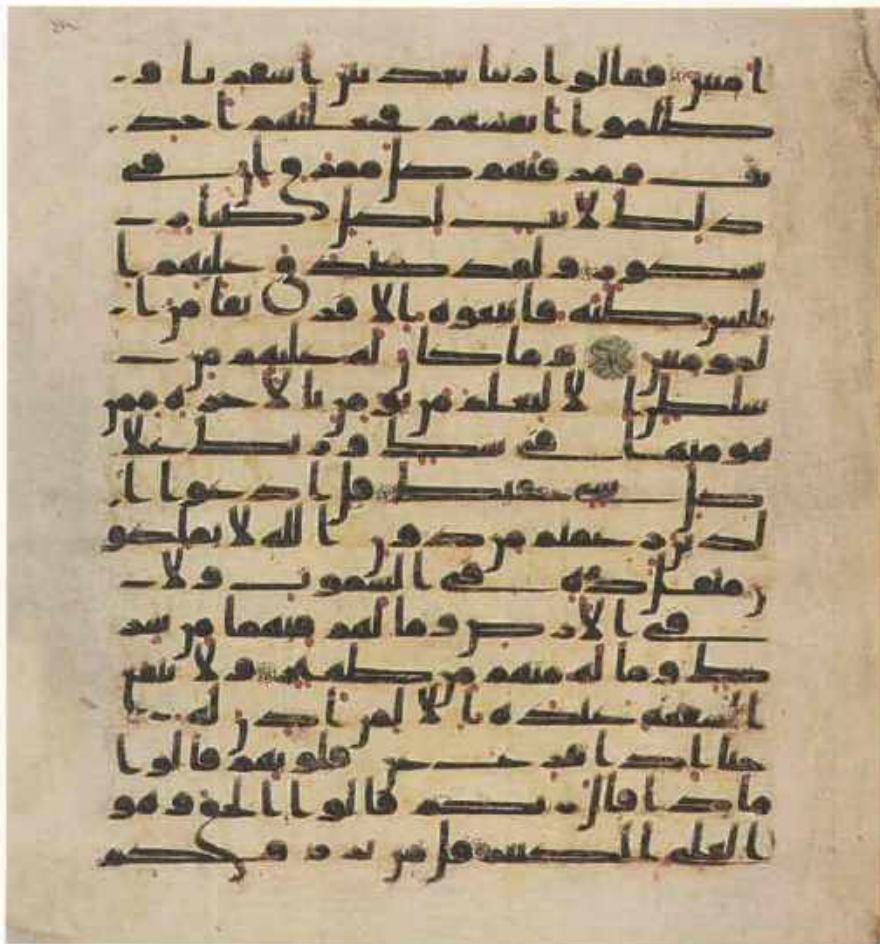 امنين فقالوا ربنا بعد بين اسفرنا و
ظلموا انفسهم فجعلنهم احد
يث ومزقنهم كل ممزق ان في
ذلك لايت لكل صبار
شكور ولقد صدق عليهم ا
بليس ظنه فاتبعوه الا فريقا من ا
لمومنين وما كان له عليهم من
سلطن الا لنعلم من يومن بالاخرة ممن
هو منها في شك وربك على
كل شي حفيظ قل ادعوا ا
لذين زعمتم من دون الله لا يملكو
ن مثقال ذرة في السموت ولا
في الارض وما لهم فيهما من شر
ك وما له منهم من ظهير ولا تنفع
الشفعة عنده الا لمن اذن له ح
تا اذا فزع عن قلوبهم قالوا
ماذا قال ربكم قالوا الحق وهو
العلي الكبير قل من يرزقكم